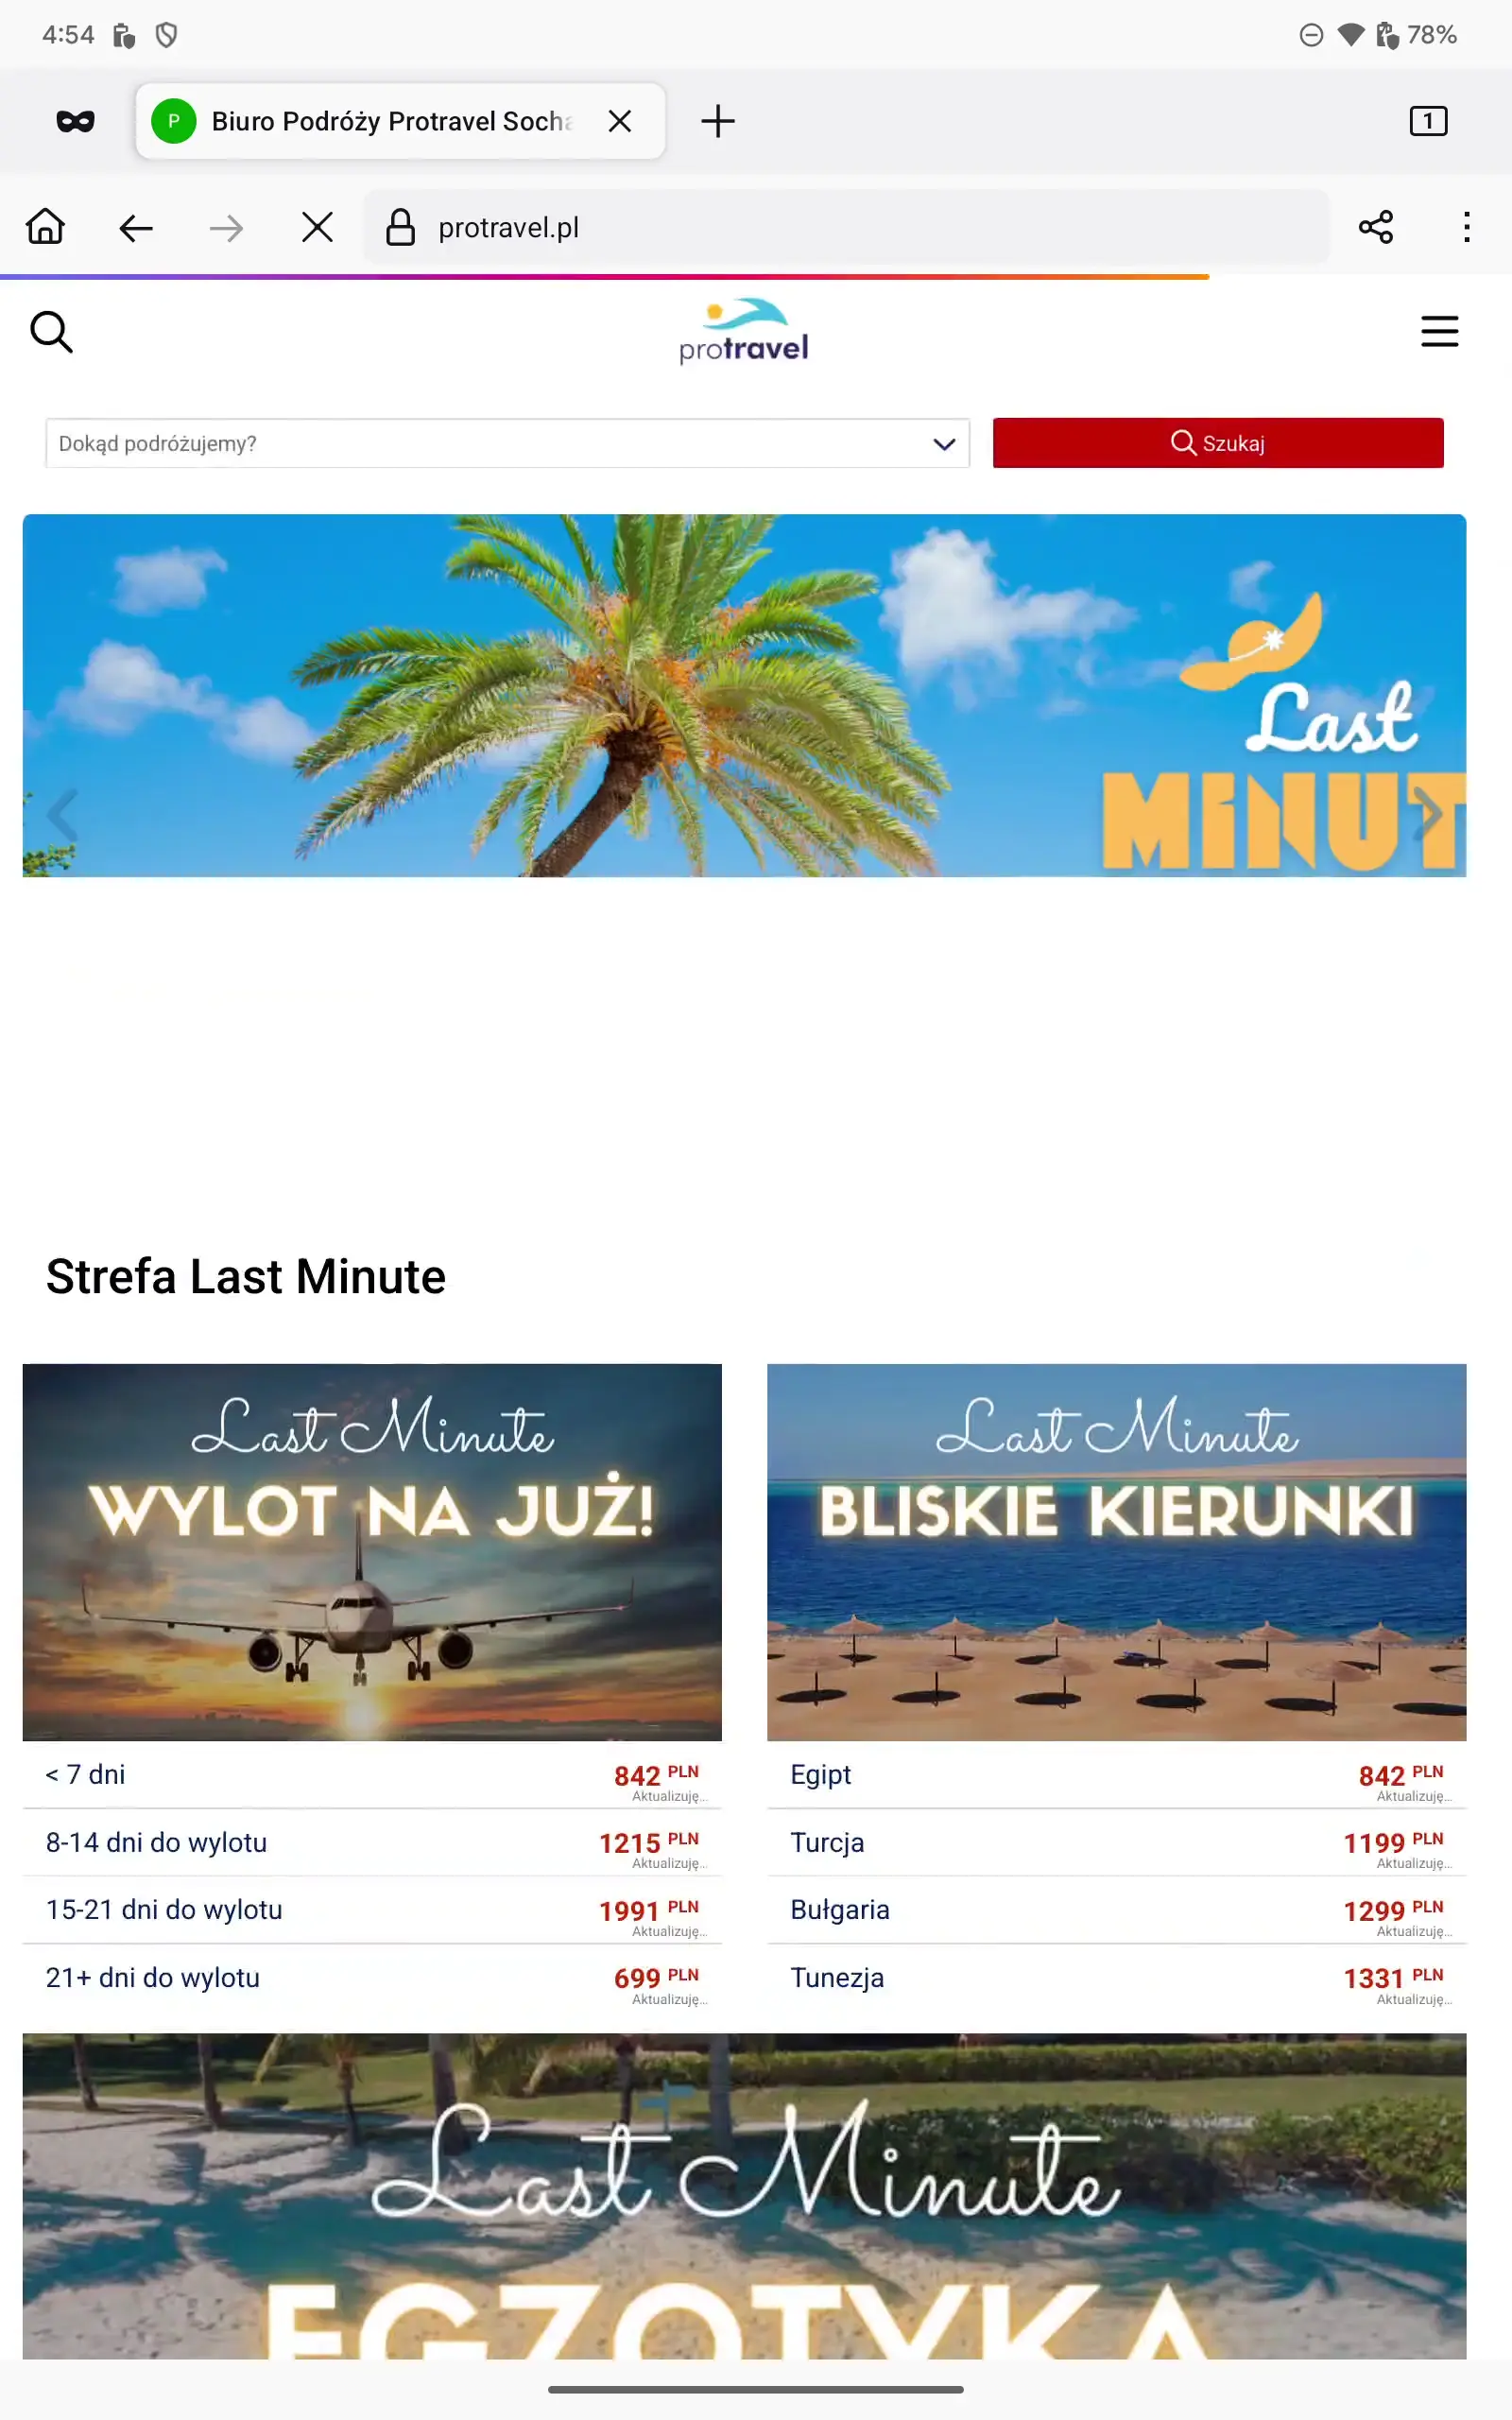 4:54
78%
P
Biuro Podróży Protravel Socha
1
protravel.pl
protravel
Dokąd podróżujemy?
Szukaj
Last
MINUT
Strefa Last Minute
Last Minute
WYLOT NA JUŻ!
< 7 dni 842 PLN
Aktualizuję...
8-14 dni do wylotu 1215 PLN
Aktualizuję...
15-21 dni do wylotu 1991 PLN
Aktualizuję...
21+ dni do wylotu 699 PLN
Aktualizuję...
Last Minute
BLISKIE KIERUNKI
Egipt 842 PLN
Aktualizuję...
Turcja 1199 PLN
Aktualizuję...
Bułgaria 1299 PLN
Aktualizuję...
Tunezja 1331 PLN
Aktualizuję...
Last Minute
EGZOTYKA